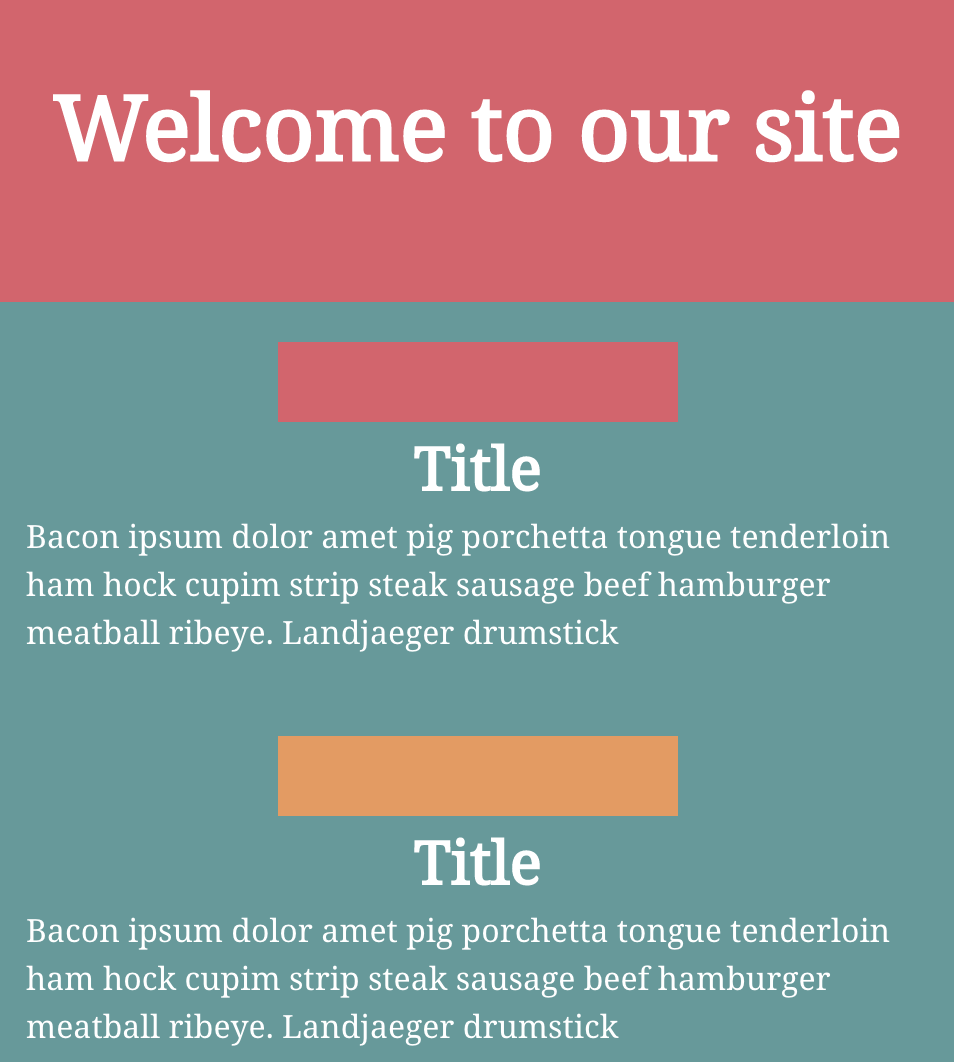 Welcome to our site
Title
Bacon ipsum dolor amet pig porchetta tongue tenderloin
ham hock cupim strip steak sausage beef hamburger
meatball ribeye. Landjaeger drumstick
Title
Bacon ipsum dolor amet pig porchetta tongue tenderloin
ham hock cupim strip steak sausage beef hamburger
meatball ribeye. Landjaeger drumstick